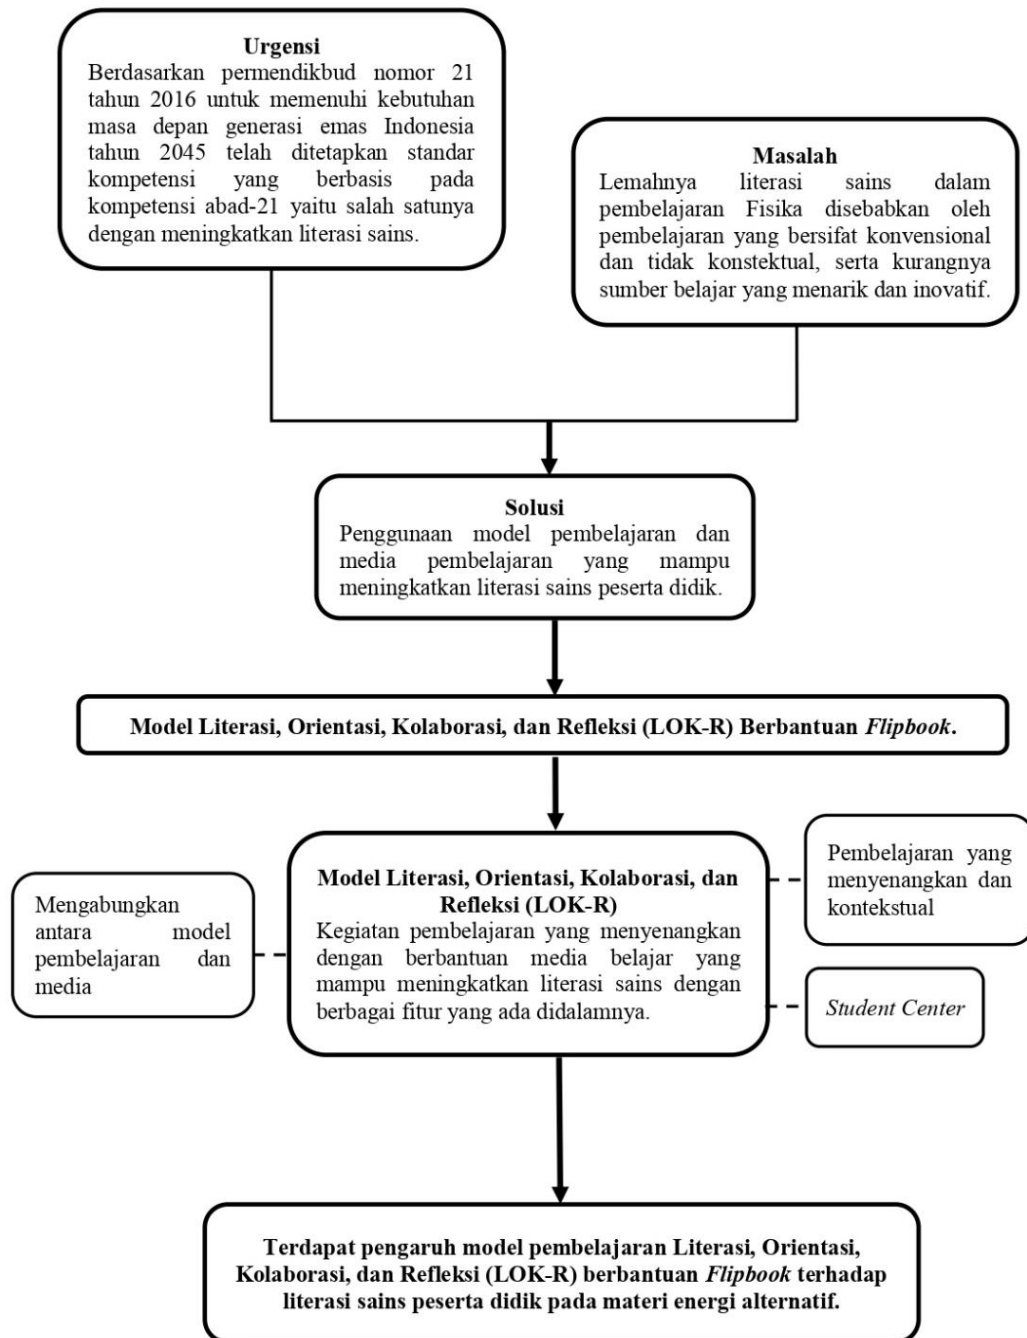 Urgensi
Berdasarkan permendikbud nomor 21
tahun 2016 untuk memenuhi kebutuhan
masa depan generasi emas Indonesia
tahun 2045 telah ditetapkan standar
kompetensi yang berbasis pada
kompetensi abad-21 yaitu salah satunya
dengan meningkatkan literasi sains.
Masalah
Lemahnya literasi sains dalam
pembelajaran Fisika disebabkan oleh
pembelajaran yang bersifat konvensional
dan tidak konstektual, serta kurangnya
sumber belajar yang menarik dan inovatif.
Solusi
Penggunaan model pembelajaran dan
media pembelajaran yang mampu
meningkatkan literasi sains peserta didik.
Model Literasi, Orientasi, Kolaborasi, dan Refleksi (LOK-R) Berbantuan Flipbook.
Mengabungkan
antara model
pembelajaran dan
media
Model Literasi, Orientasi, Kolaborasi, dan
Refleksi (LOK-R)
Kegiatan pembelajaran yang menyenangkan
dengan berbantuan media belajar yang
mampu meningkatkan literasi sains dengan
berbagai fitur yang ada didalamnya.
Pembelajaran yang
menyenangkan dan
kontekstual
Student Center
Terdapat pengaruh model pembelajaran Literasi, Orientasi,
Kolaborasi, dan Refleksi (LOK-R) berbantuan Flipbook terhadap
literasi sains peserta didik pada materi energi alternatif.